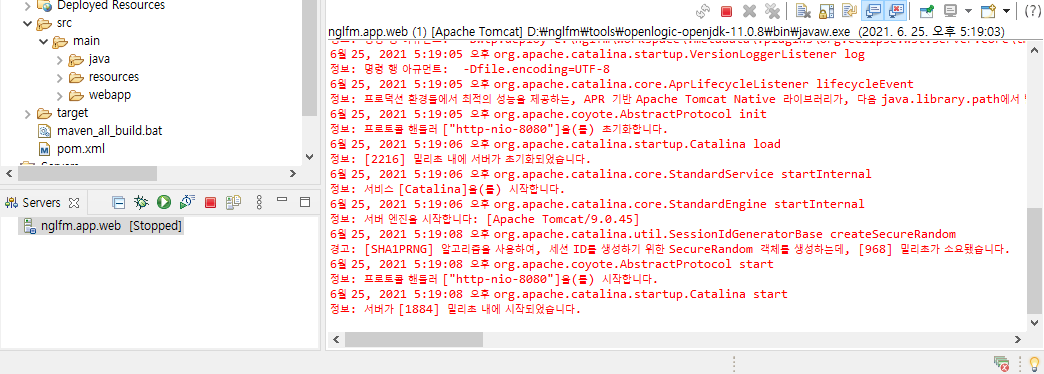 Deployed Resources
src
main
java
resources
webapp
target
maven_all_build.bat
pom.xml
Servers
Servers
nglfm.app.web [Stopped]
nglfm.app.web (1) [Apache Tomcat] D:₩nglfm₩tools₩openlogic-openjdk-11.0.8₩bin₩javaw.exe (2021. 6. 25. 오후 5:19:03)
6월 25, 2021 5:19:05 오후 org.apache.catalina.startup.VersionLoggerListener log
정보: 명령 행 아규먼트: -Dfile.encoding=UTF-8
6월 25, 2021 5:19:05 오후 org.apache.catalina.core.AprLifecycleListener lifecycleEvent
정보: 프로덕션 환경들에서 최적의 성능을 제공하는, APR 기반 Apache Tomcat Native 라이브러리가, 다음 java.library.path에서
6월 25, 2021 5:19:05 오후 org.apache.coyote.AbstractProtocol init
정보: 프로토콜 핸들러 ["http-nio-8080"]을(를) 초기화합니다.
6월 25, 2021 5:19:06 오후 org.apache.catalina.startup.Catalina load
정보: [2216] 밀리초 내에 서버가 초기화되었습니다.
6월 25, 2021 5:19:06 오후 org.apache.catalina.core.StandardService startInternal
정보: 서비스 [Catalina]을(를) 시작합니다.
6월 25, 2021 5:19:06 오후 org.apache.catalina.core.StandardEngine startInternal
정보: 서버 엔진을 시작합니다: [Apache Tomcat/9.0.45]
6월 25, 2021 5:19:08 오후 org.apache.catalina.util.SessionIdGeneratorBase createSecureRandom
경고: [SHA1PRNG] 알고리즘을 사용하여, 세션 ID를 생성하기 위한 SecureRandom 객체를 생성하는데, [968] 밀리초가 소요됐습니다.
6월 25, 2021 5:19:08 오후 org.apache.coyote.AbstractProtocol start
정보: 프로토콜 핸들러 ["http-nio-8080"]을(를) 시작합니다.
6월 25, 2021 5:19:08 오후 org.apache.catalina.startup.Catalina start
정보: 서버가 [1884] 밀리초 내에 시작되었습니다.
(?)